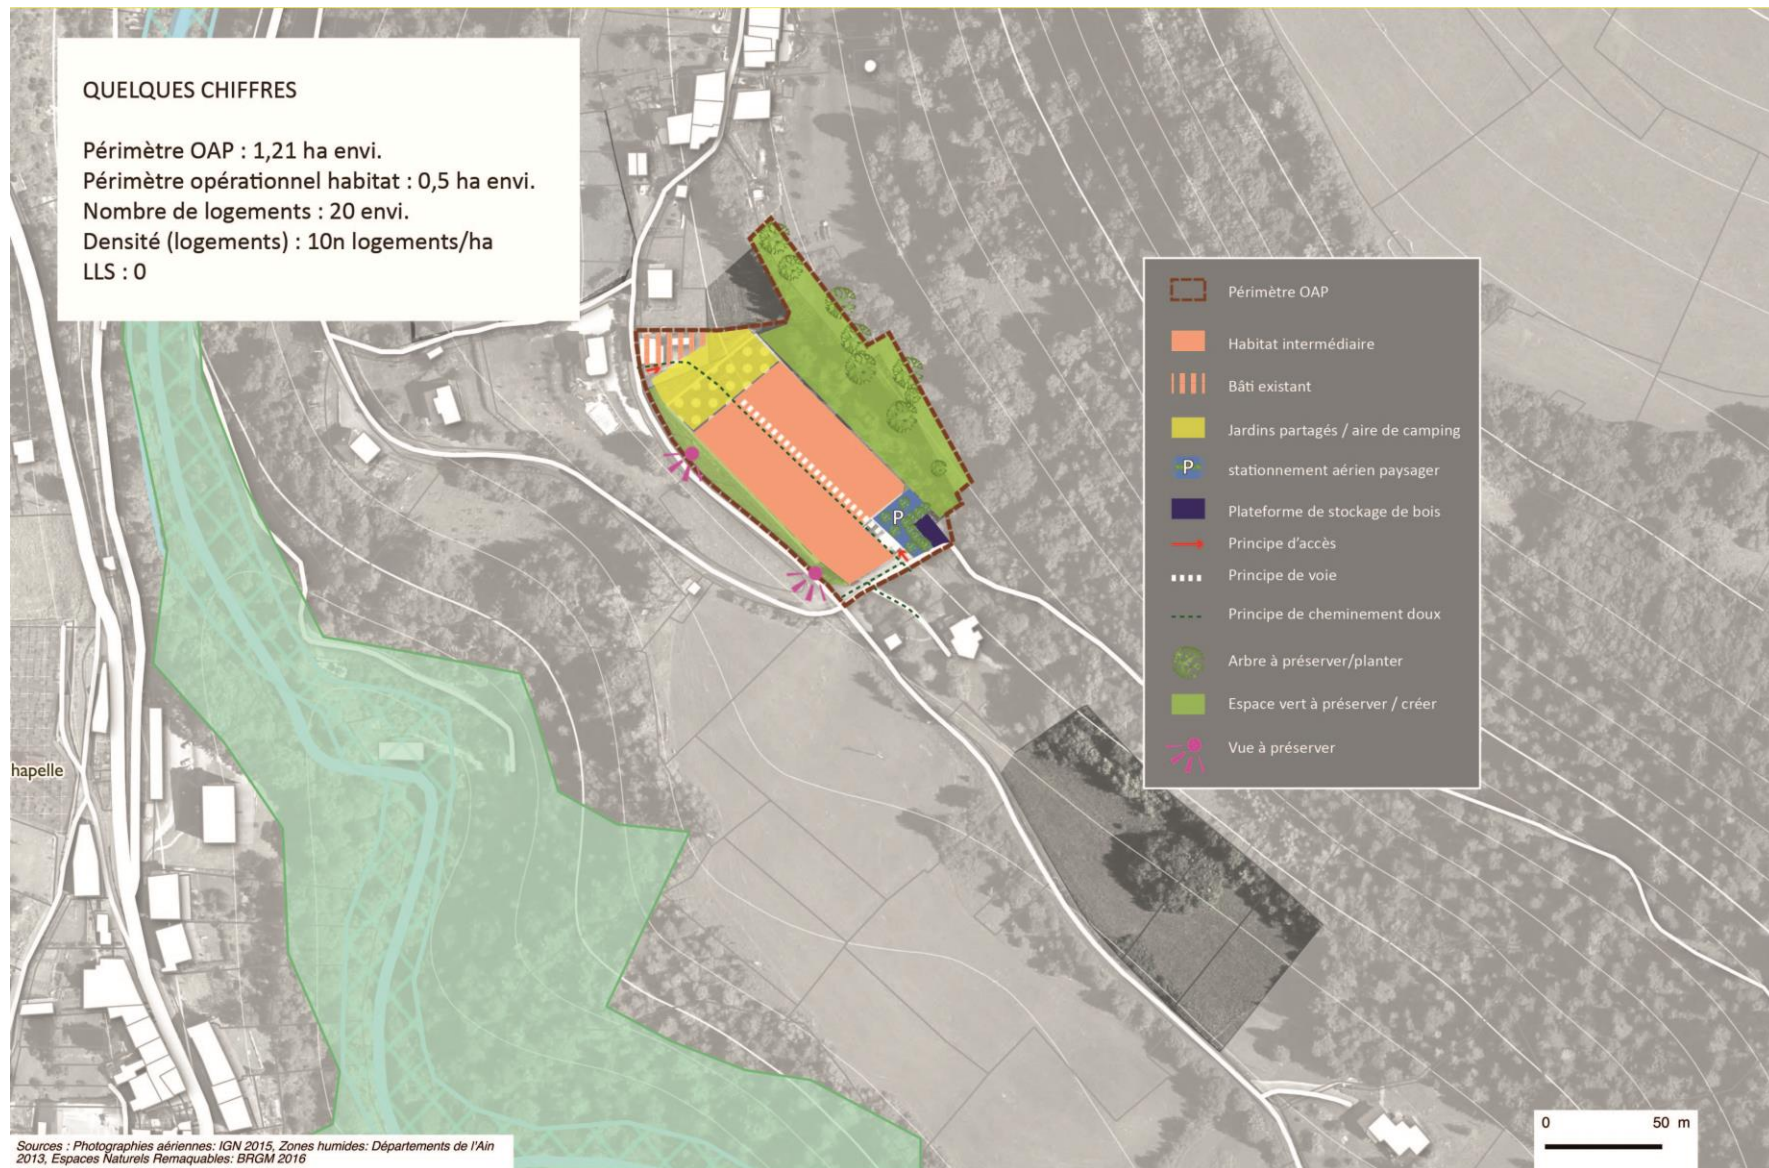 QUELQUES CHIFFRES
Périmètre OAP : 1,21 ha envi.
Périmètre opérationnel habitat : 0,5 ha envi.
Nombre de logements : 20 envi.
Densité (logements) : 10n logements/ha
LLS : 0
Périmètre OAP
Habitat intermédiaire
Bâti existant
Jardins partagés / aire de camping
P
stationnement aérien paysager
Plateforme de stockage de bois
Principe d'accès
Principe de voie
Principe de cheminement doux
Arbre à préserver/planter
Espace vert à préserver / créer
Vue à préserver
P
hapelle
0 50 m
Sources : Photographies aériennes: IGN 2015, Zones humides: Départements de l'Ain
2013, Espaces Naturels Remaquables: BRGM 2016